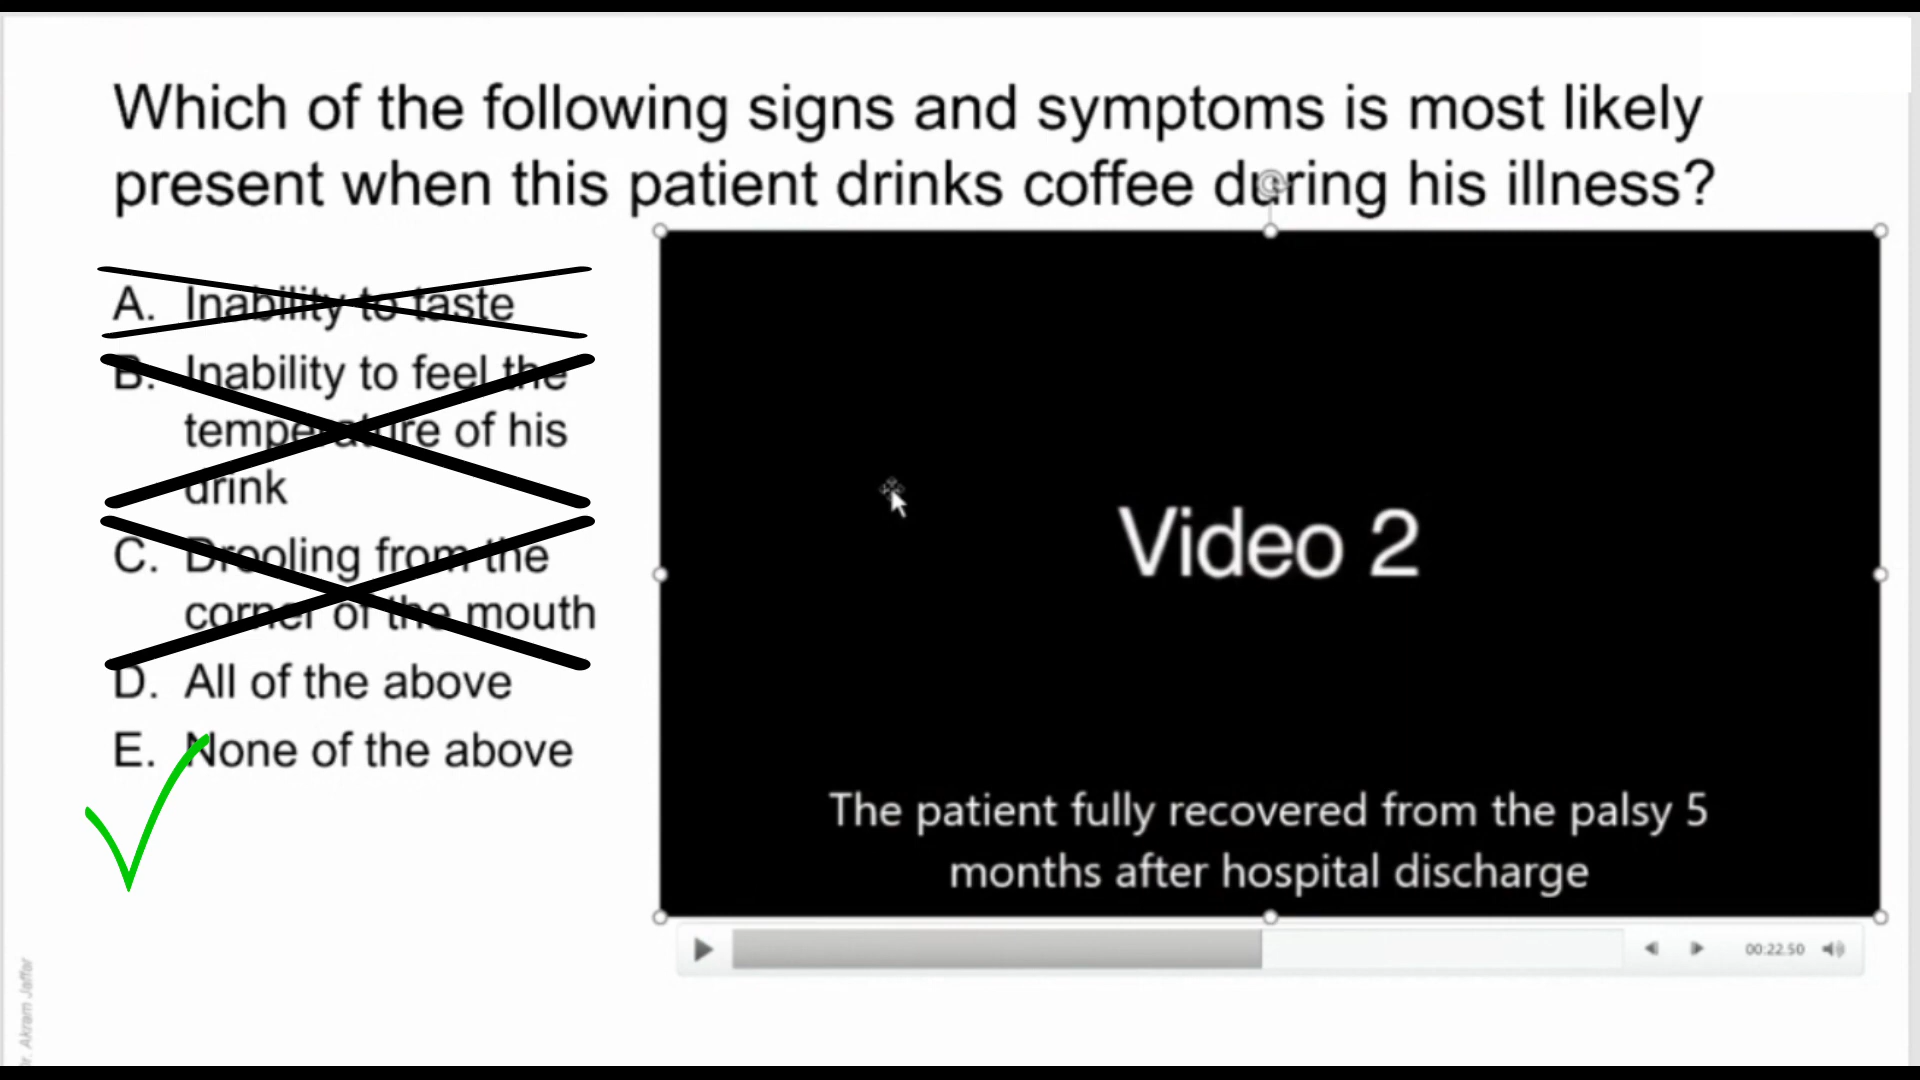 Which of the following signs and symptoms is most likely
present when this patient drinks coffee during his illness?
A. Inability to taste
B. Inability to feel the
temperature of his
drink
C. Drooling from the
corner of the mouth
D. All of the above
E. None of the above
Video 2
The patient fully recovered from the palsy 5
months after hospital discharge
00:22.50
Dr. Akram Jaffar